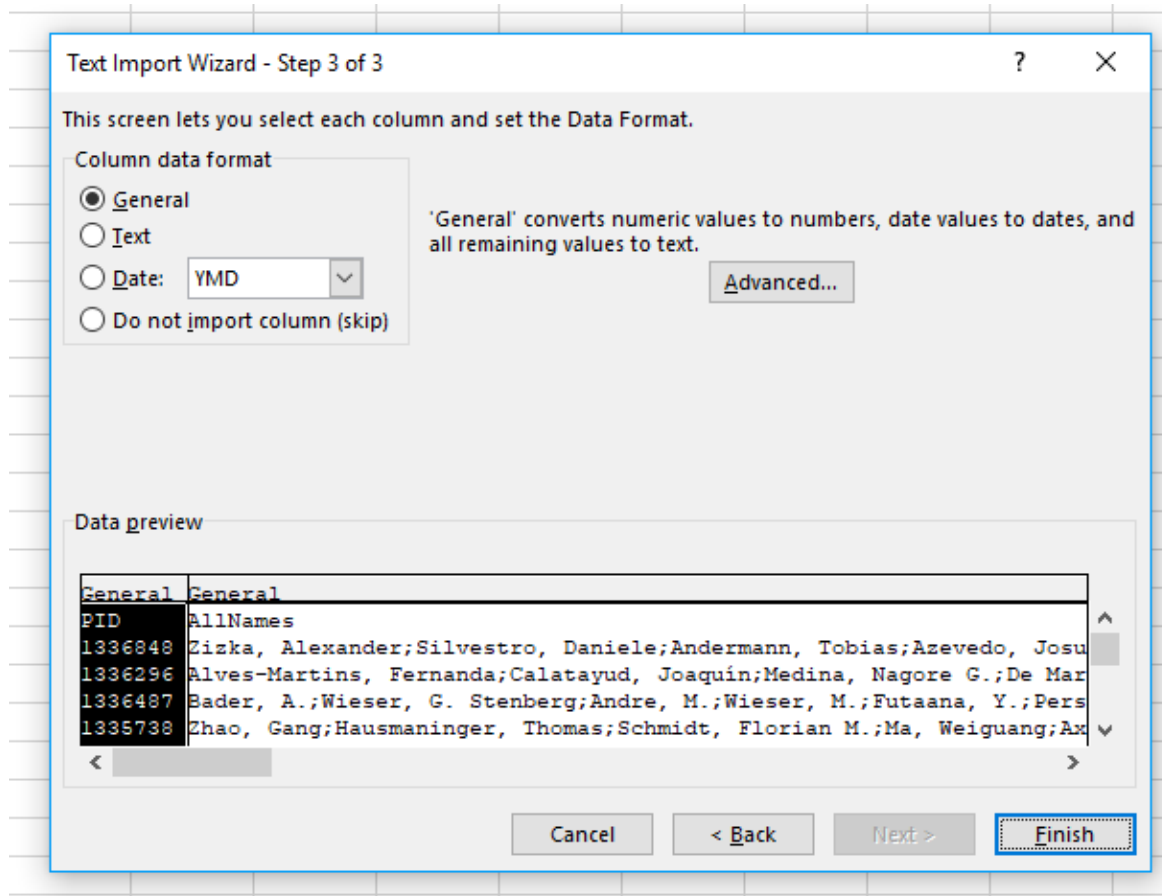 Text Import Wizard - Step 3 of 3 ?
This screen lets you select each column and set the Data Format.
Column data format
General
Text
Date: YMD
Do not import column (skip)
'General' converts numeric values to numbers, date values to dates, and
all remaining values to text.
Advanced...
Data preview
General General
PID AllNames
1336848 Zizka, Alexander;Silvestro, Daniele;Andermann, Tobias;Azevedo, Josu
1336296 Alves-Martins, Fernanda;Calatayud, Joaquín;Medina, Nagore G.;De Mar
1336487 Bader, A.;Wieser, G. Stenberg;Andre, M.;Wieser, M.;Futaana, Y.;Pers
1335738 Zhao, Gang;Hausmaninger, Thomas;Schmidt, Florian M.;Ma, Weiguang;Ax
Cancel < Back Next > Finish